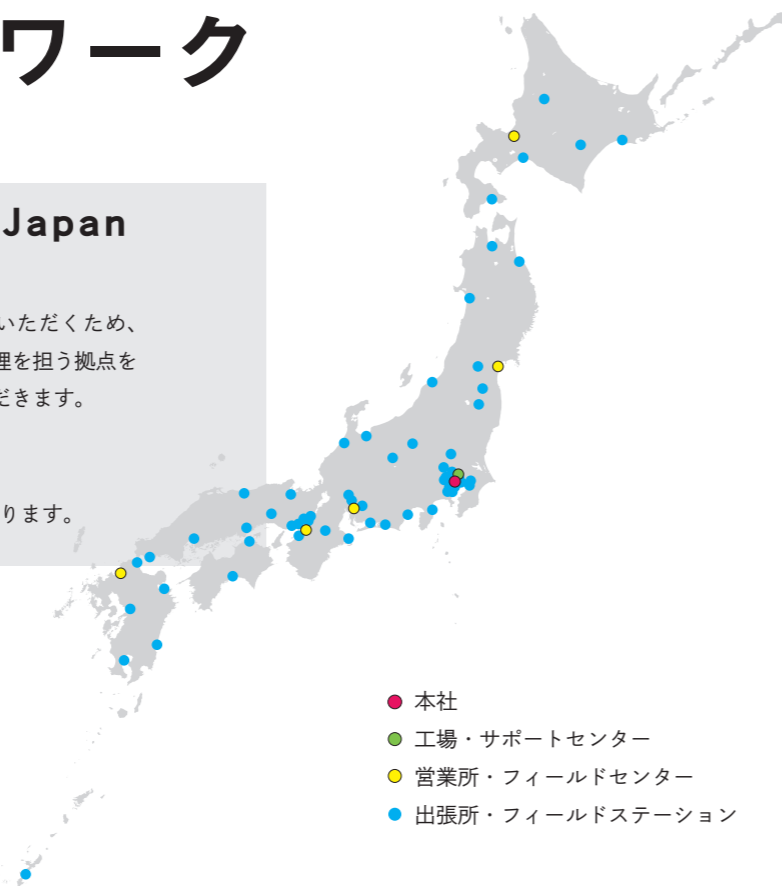 ワーク
Japan
いただくため、
理を担う拠点を
だきます。
ります。
本社
工場・サポートセンター
営業所・フィールドセンター
出張所・フィールドステーション